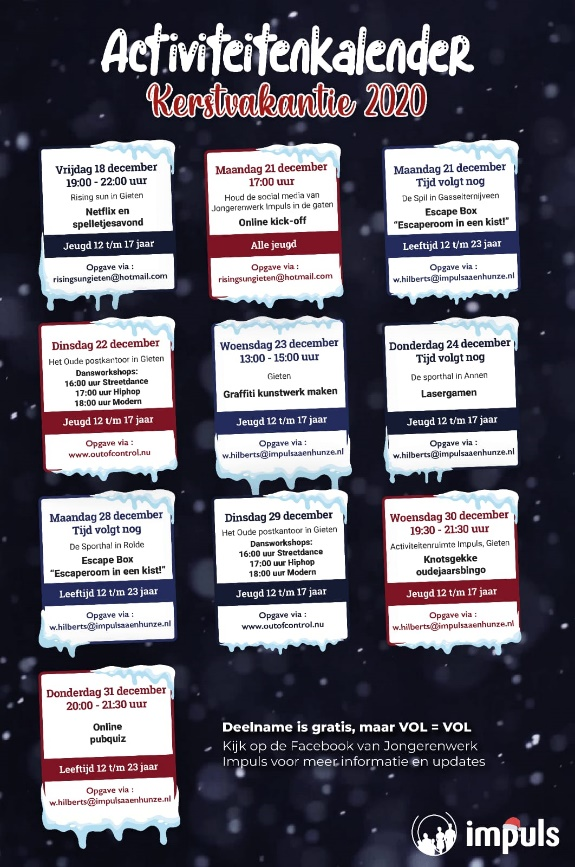 Activiteitenkalender
Kerstvakantie 2020
Vrijdag 18 december
19:00 - 22:00 uur
Rising sun in Gieten
Netflix en
spelletjesavond
Jeugd 12 t/m 17 jaar
Opgave via :
risingsungieten@hotmail.com
Maandag 21 december
17:00 uur
Houd de social media van
Jongerenwerk Impuls in de gaten
Online kick-off
Alle jeugd
Opgave via :
risingsungieten@hotmail.com
Maandag 21 december
Tijd volgt nog
De Spil in Gasselternijveen
Escape Box
“Escaperoom in een kist!”
Leeftijd 12 t/m 23 jaar
Opgave via :
w.hilberts@impulsaaenhunze.nl
Dinsdag 22 december
Het Oude postkantoor in Gieten
Dansworkshops:
16:00 uur Streetdance
17:00 uur Hiphop
18:00 uur Modern
Jeugd 12 t/m 17 jaar
Opgave via :
www.outofcontrol.nu
Woensdag 23 december
13:00 - 15:00 uur
Gieten
Graffiti kunstwerk maken
Jeugd 12 t/m 17 jaar
Opgave via :
w.hilberts@impulsaaenhunze.nl
Donderdag 24 december
Tijd volgt nog
De sporthal in Annen
Lasergamen
Jeugd 12 t/m 17 jaar
Opgave via :
w.hilberts@impulsaaenhunze.nl
Maandag 28 december
Tijd volgt nog
De Sporthal in Rolde
Escape Box
“Escaperoom in een kist!”
Leeftijd 12 t/m 23 jaar
Opgave via :
w.hilberts@impulsaaenhunze.nl
Dinsdag 29 december
Het Oude postkantoor in Gieten
Dansworkshops:
16:00 uur Streetdance
17:00 uur Hiphop
18:00 uur Modern
Jeugd 12 t/m 17 jaar
Opgave via :
www.outofcontrol.nu
Woensdag 30 december
19:30 - 21:30 uur
Activiteitenruimte Impuls, Gieten
Knotsgekke
oudejaarsbingo
Jeugd 12 t/m 17 jaar
Opgave via :
w.hilberts@impulsaaenhunze.nl
Donderdag 31 december
20:00 - 21:30 uur
Online
pubquiz
Leeftijd 12 t/m 23 jaar
Opgave via :
w.hilberts@impulsaaenhunze.nl
Deelname is gratis, maar VOL = VOL
Kijk op de Facebook van Jongerenwerk
Impuls voor meer informatie en updates
impuls